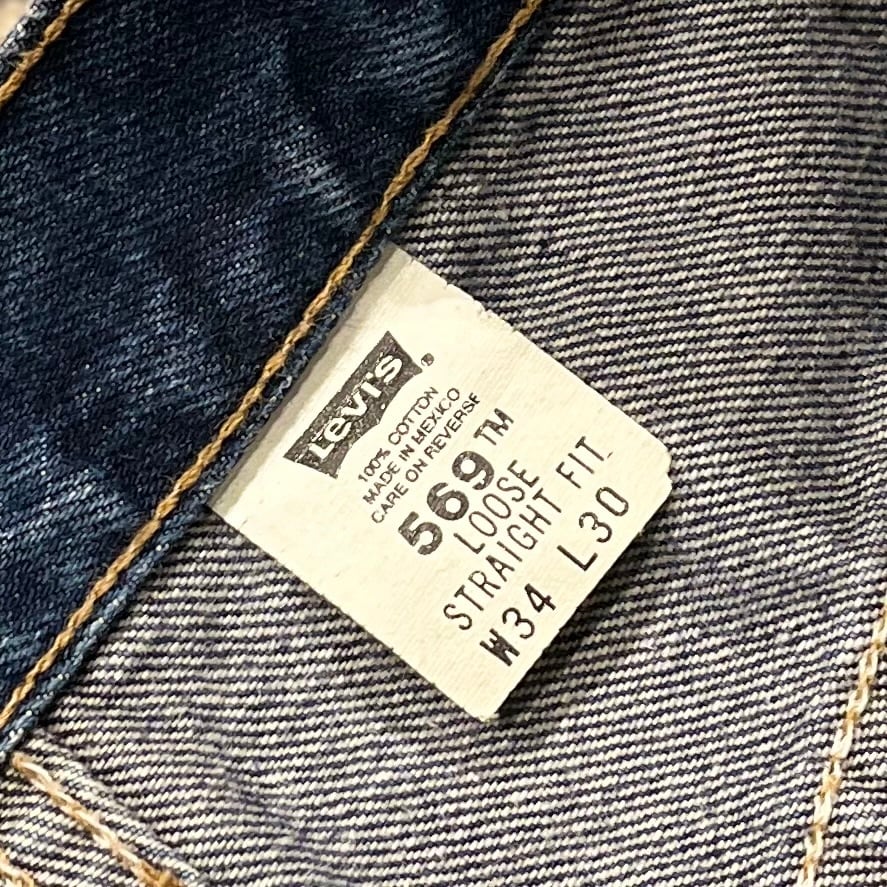 Levi's®
100% COTTON
MADE IN MEXICO
CARE ON REVERSE
569™
LOOSE
STRAIGHT FIT
W34 L30